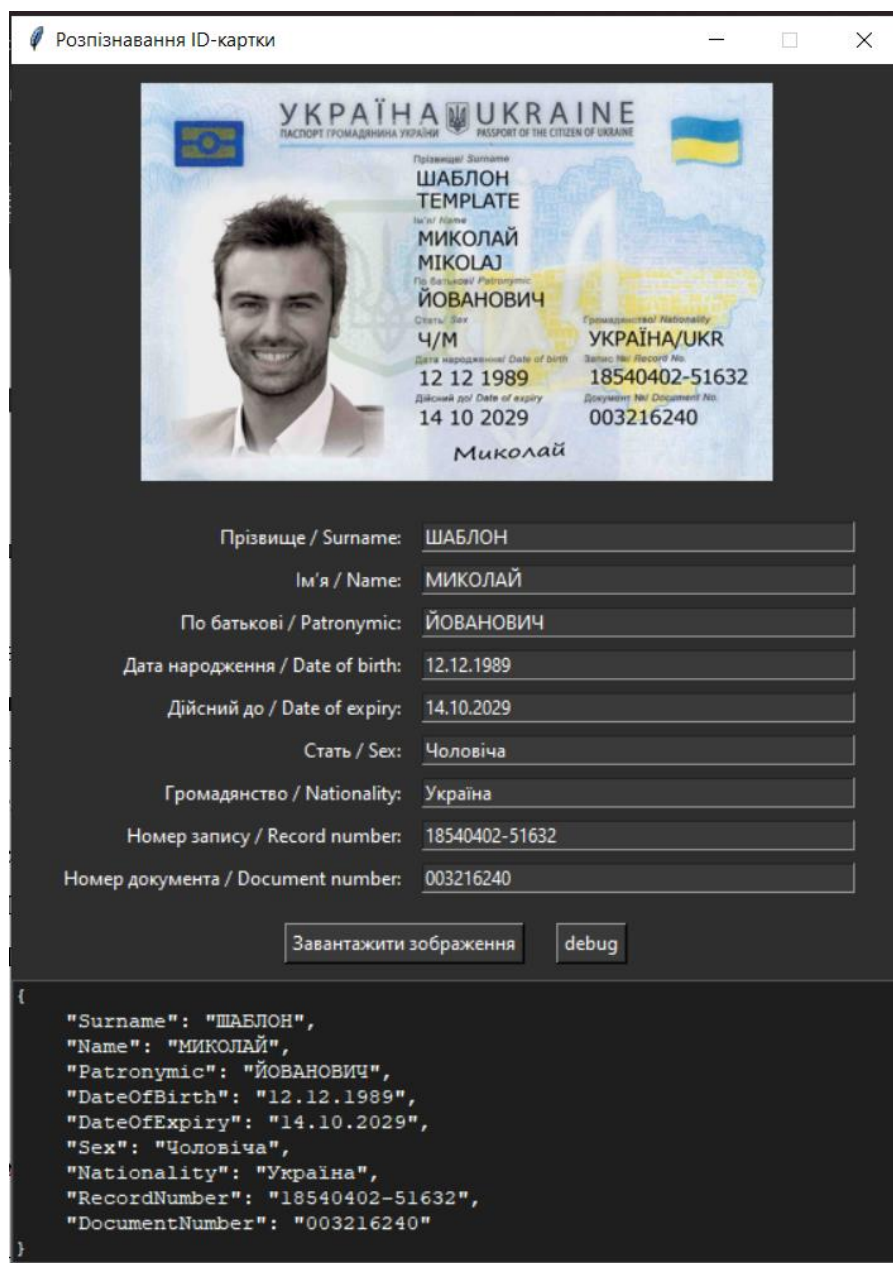 Розпізнавання ID-картки
УКРАЇНА UKRAINE
ПАСПОРТ ГРОМАДЯНИНА УКРАЇНИ PASSPORT OF THE CITIZEN OF UKRAINE
Прізвище/ Surname
ШАБЛОН
TEMPLATE
Ім'я/ Name
МИКОЛАЙ
MIKOLAJ
По батькові/ Patronymic
ЙОВАНОВИЧ
Стать/ Sex Громадянство/ Nationality
Ч/М УКРАЇНА/UKR
Дата народження/ Date of birth Запис №/ Record No.
12 12 1989 18540402-51632
Дійсний до/ Date of expiry Документ №/ Document No.
14 10 2029 003216240
Миколай
Прізвище / Surname: ШАБЛОН
Ім'я / Name: МИКОЛАЙ
По батькові / Patronymic: ЙОВАНОВИЧ
Дата народження / Date of birth: 12.12.1989
Дійсний до / Date of expiry: 14.10.2029
Стать / Sex: Чоловіча
Громадянство / Nationality: Україна
Номер запису / Record number: 18540402-51632
Номер документа / Document number: 003216240
Завантажити зображення debug
{
"Surname": "ШАБЛОН",
"Name": "МИКОЛАЙ",
"Patronymic": "ЙОВАНОВИЧ",
"DateOfBirth": "12.12.1989",
"DateOfExpiry": "14.10.2029",
"Sex": "Чоловіча",
"Nationality": "Україна",
"RecordNumber": "18540402-51632",
"DocumentNumber": "003216240"
}